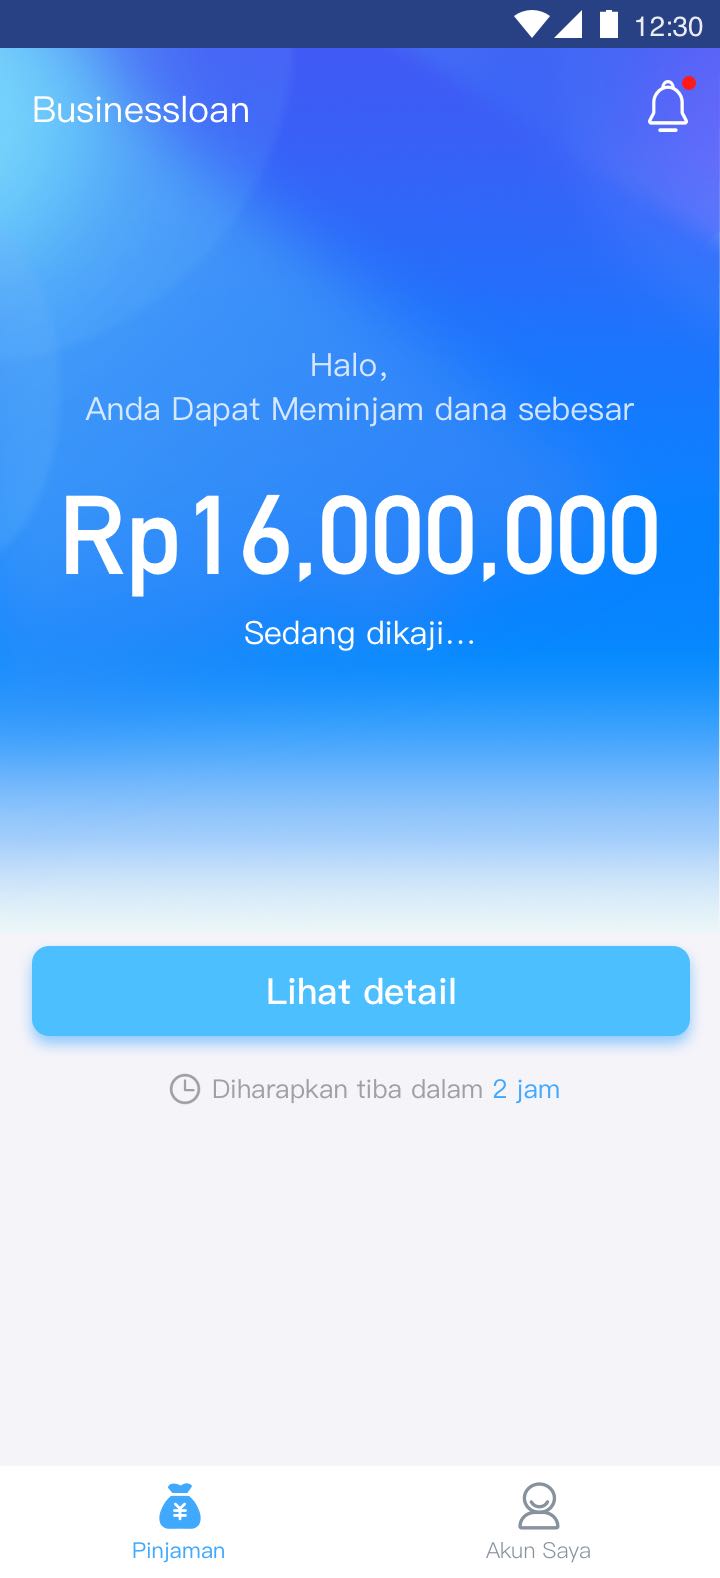 12:30
Businessloan
Halo,
Anda Dapat Meminjam dana sebesar
Rp16,000,000
Sedang dikaji...
Lihat detail
Diharapkan tiba dalam 2 jam
¥
Pinjaman
Akun Saya